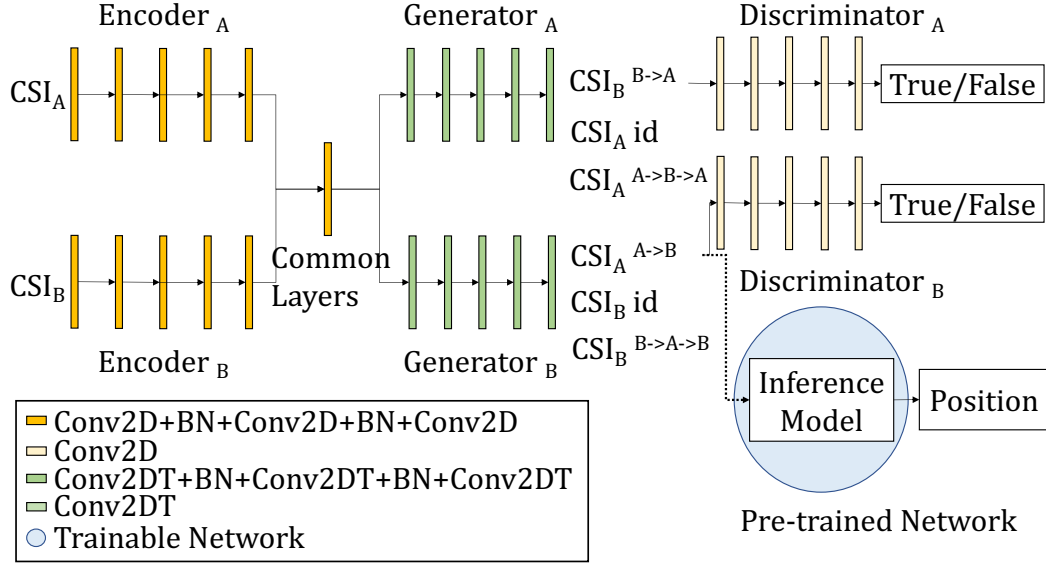 Encoder A
Generator A
Discriminator A
CSIA
CSIB B->A
True/False
CSIA id
CSIA A->B->A
True/False
Common
Layers
CSIA A->B
Discriminator B
CSIB
CSIB id
CSIB B->A->B
Encoder B
Generator B
Inference
Model
Position
Conv2D+BN+Conv2D+BN+Conv2D
Conv2D
Conv2DT+BN+Conv2DT+BN+Conv2DT
Conv2DT
Trainable Network
Pre-trained Network